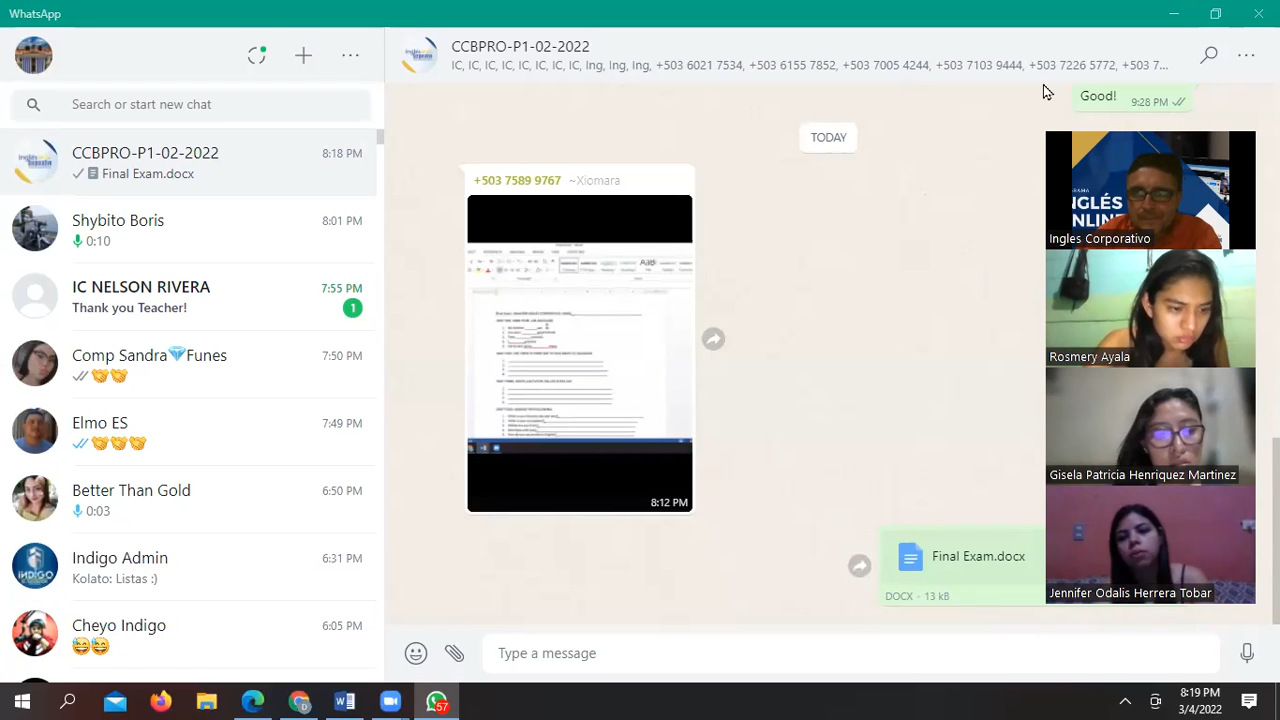 WhatsApp
CCBPRO-P1-02-2022
IC, IC, IC, IC, IC, IC, IC, IC, Ing, Ing, Ing, +503 6021 7534, +503 6155 7852, +503 7005 4244, +503 7103 9444, +503 7226 5772, +503 7...
Search or start new chat
CCBPRO-P1-02-2022 8:18 PM
Final Exam.docx
Shybito Boris 8:01 PM
0:10
IC NELSON RIVERA 7:55 PM
Thank you Teacher! 1
Corp. Sandra💎Funes 7:50 PM
Elfio ES 7:49 PM
Better Than Gold 6:50 PM
0:03
Indigo Admin 6:31 PM
Kolato: Listas :)
Cheyo Indigo 6:05 PM
😅😅
Good! 9:28 PM
TODAY
+503 7589 9767 ~Xiomara
8:12 PM
Final Exam.docx
DOCX • 13 kB
NGLÉS
ONLINE
Ingles Corporativo
Rosmery Ayala
Gisela Patricia Henriquez Martinez
Jennifer Odalis Herrera Tobar
Type a message
57
8:19 PM
3/4/2022